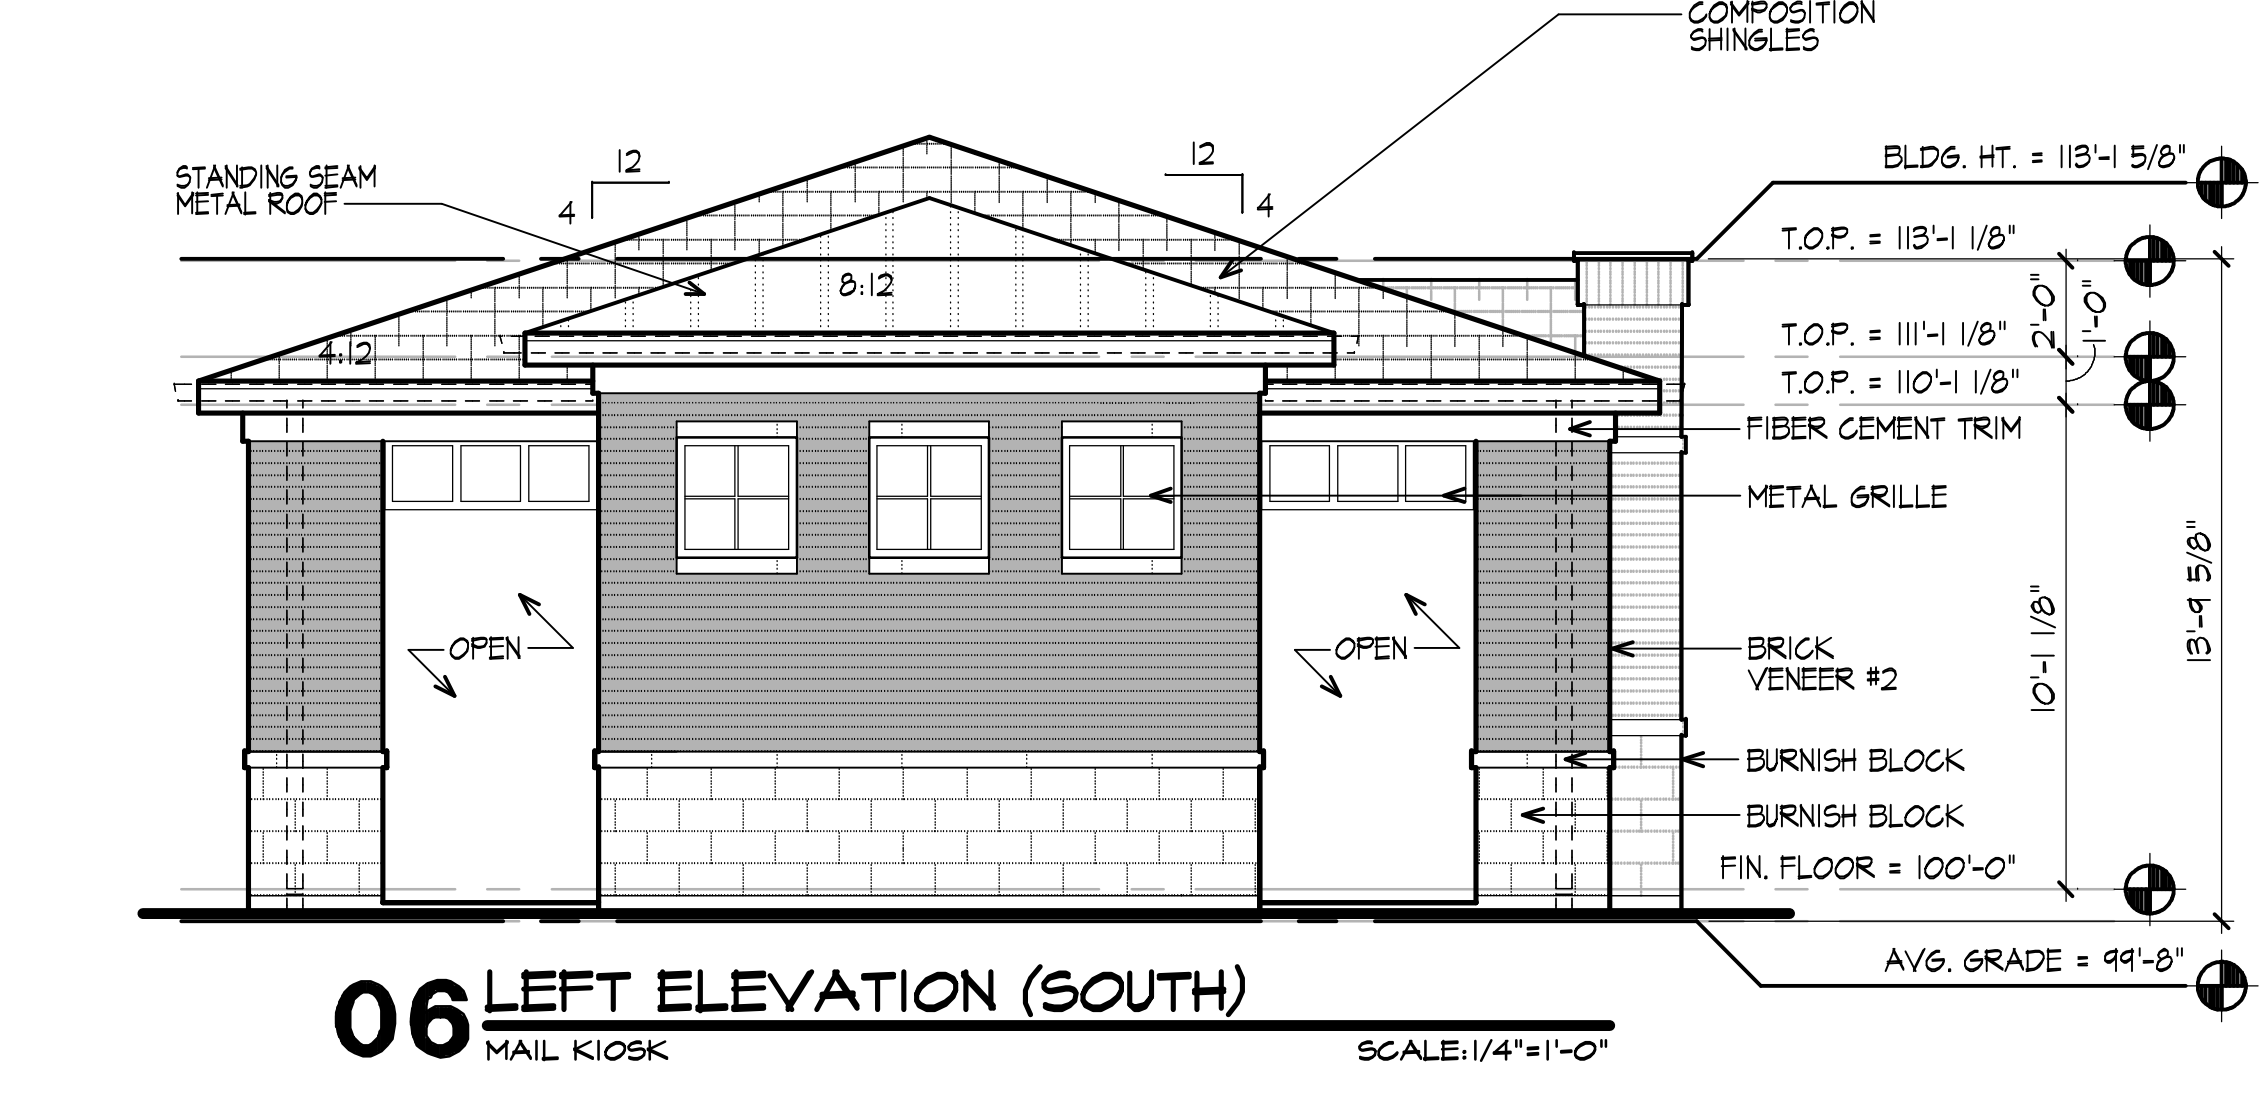 COMPOSITION
SHINGLES
12
12
BLDG. HT. = 113'-1 5/8"
STANDING SEAM
METAL ROOF
4
4
T.O.P. = 113'-1 1/8"
8:12
2'-0"
1'-0"
T.O.P. = 111'-1 1/8"
4:12
T.O.P. = 110'-1 1/8"
FIBER CEMENT TRIM
METAL GRILLE
13'-9 5/8"
10'-1 1/8"
OPEN
OPEN
BRICK
VENEER #2
BURNISH BLOCK
BURNISH BLOCK
FIN. FLOOR = 100'-0"
AVG. GRADE = 99'-8"
06
LEFT ELEVATION (SOUTH)
MAIL KIOSK
SCALE:1/4"=1'-0"